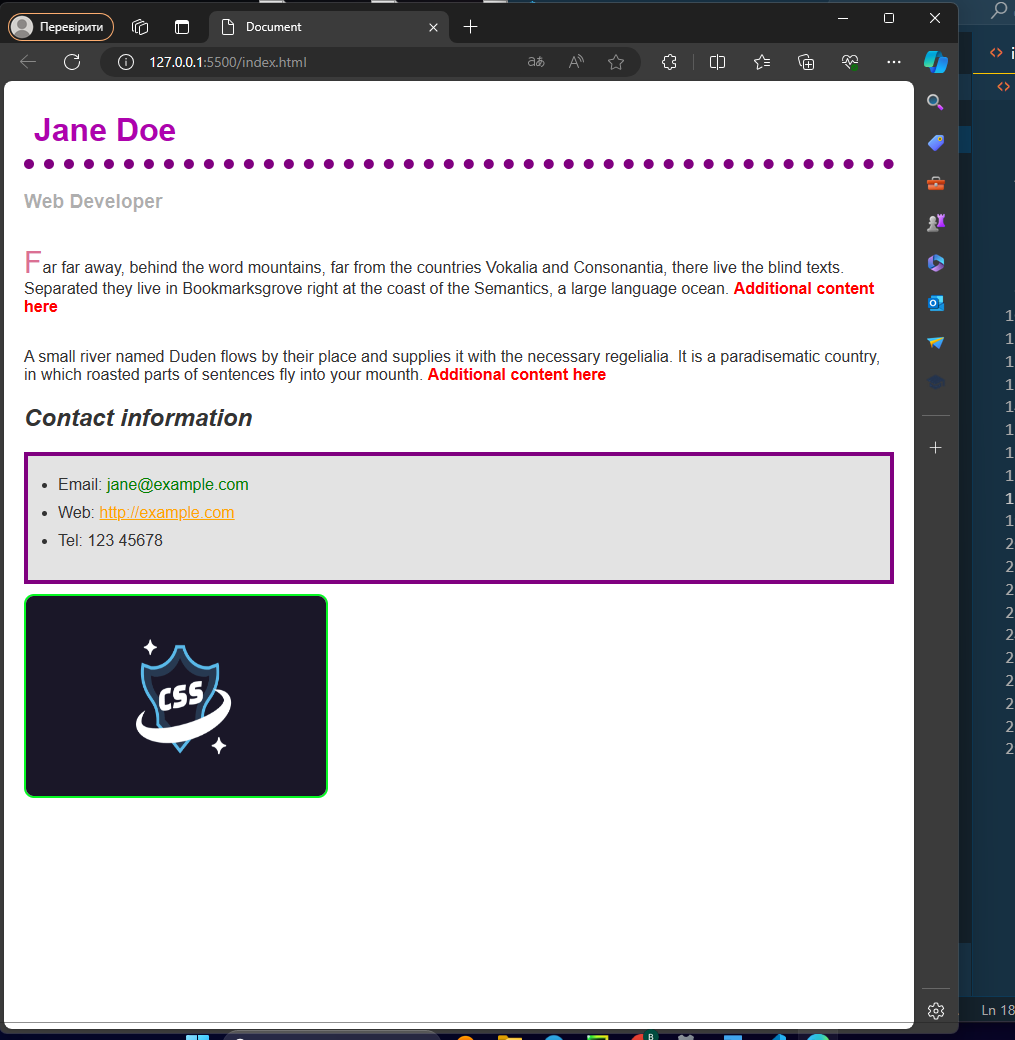 Перевірити
Document
127.0.0.1:5500/index.html
Jane Doe
Web Developer
Far far away, behind the word mountains, far from the countries Vokalia and Consonantia, there live the blind texts.
Separated they live in Bookmarksgrove right at the coast of the Semantics, a large language ocean. Additional content
here
A small river named Duden flows by their place and supplies it with the necessary regelialia. It is a paradisematic country,
in which roasted parts of sentences fly into your mounth. Additional content here
Contact information
Email: jane@example.com
Web: http://example.com
Tel: 123 45678
CSS
Ln 18